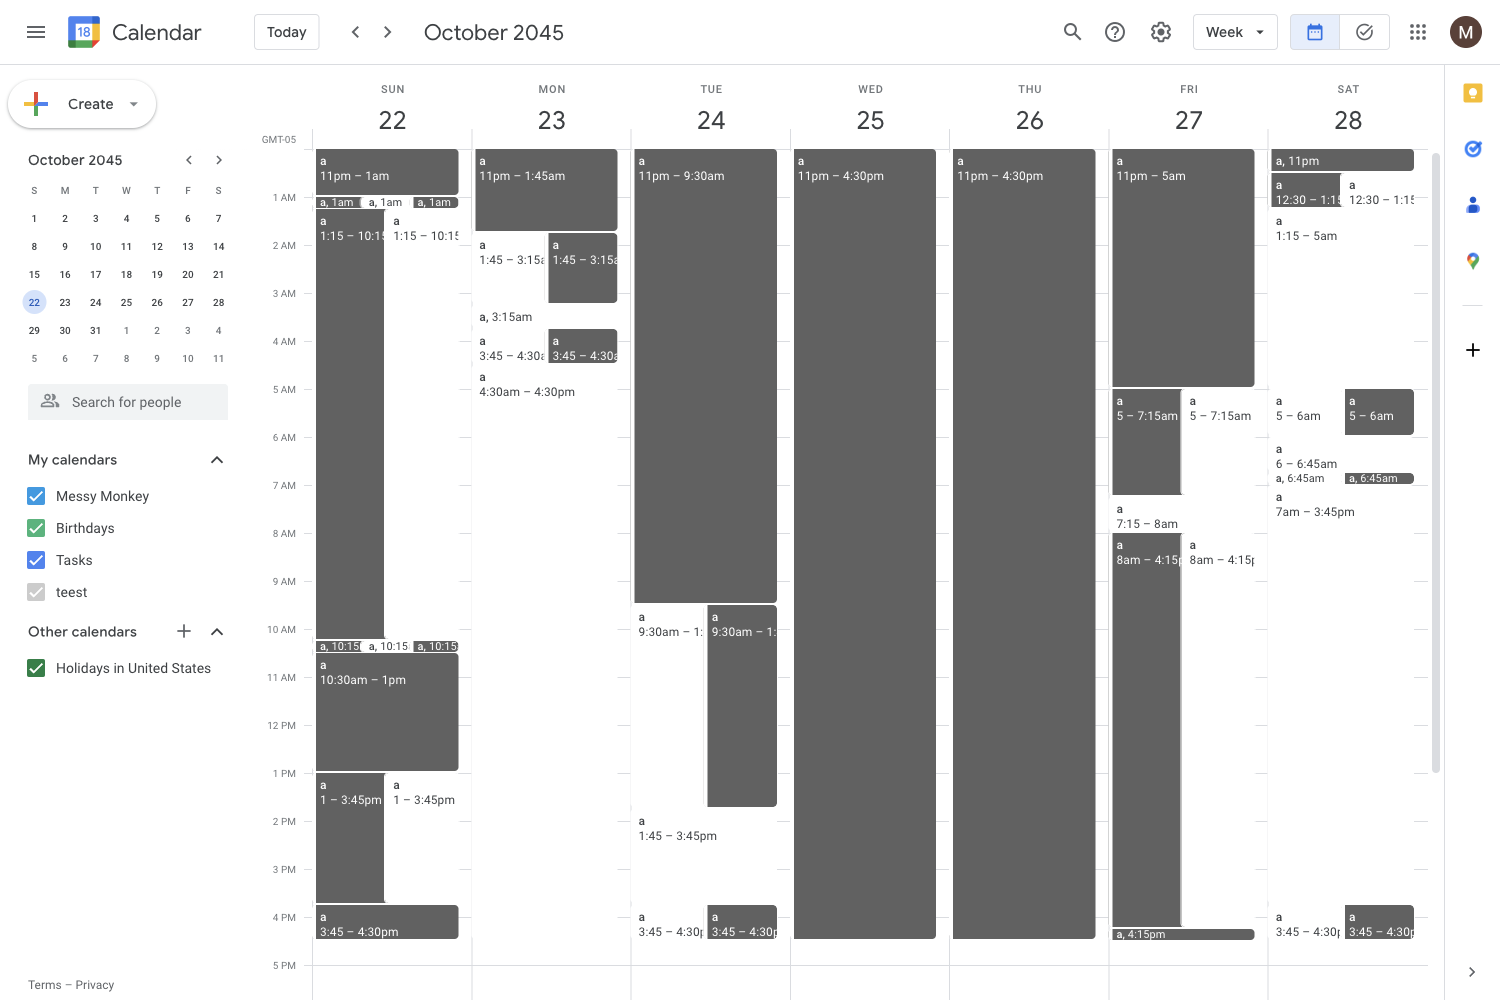 18 Calendar Today October 2045 Week M
Create
October 2045
S M T W T F S
1 2 3 4 5 6 7
8 9 10 11 12 13 14
15 16 17 18 19 20 21
22 23 24 25 26 27 28
29 30 31 1 2 3 4
5 6 7 8 9 10 11
Search for people
My calendars
Messy Monkey
Birthdays
Tasks
teest
Other calendars
Holidays in United States
Terms – Privacy
SUN MON TUE WED THU FRI SAT
22 23 24 25 26 27 28
GMT-05
1 AM
2 AM
3 AM
4 AM
5 AM
6 AM
7 AM
8 AM
9 AM
10 AM
11 AM
12 PM
1 PM
2 PM
3 PM
4 PM
5 PM
a
11pm – 1am
a, 1am a, 1am a, 1am
a a
1:15 – 10:15 1:15 – 10:15
a, 10:15 a, 10:15 a, 10:15
a
10:30am – 1pm
a a
1 – 3:45pm 1 – 3:45pm
a
3:45 – 4:30pm
a
11pm – 1:45am
a a
1:45 – 3:15a 1:45 – 3:15a
a, 3:15am
a a
3:45 – 4:30a 3:45 – 4:30a
a
4:30am – 4:30pm
a
11pm – 9:30am
a a
9:30am – 1: 9:30am – 1:
a
1:45 – 3:45pm
a a
3:45 – 4:30p 3:45 – 4:30p
a
11pm – 4:30pm
a
11pm – 4:30pm
a
11pm – 5am
a a
5 – 7:15am 5 – 7:15am
a
7:15 – 8am
a a
8am – 4:15p 8am – 4:15p
a, 4:15pm
a, 11pm
a a
12:30 – 1:15 12:30 – 1:15
a
1:15 – 5am
a a
5 – 6am 5 – 6am
a
6 – 6:45am
a, 6:45am a, 6:45am
a
7am – 3:45pm
a a
3:45 – 4:30p 3:45 – 4:30p